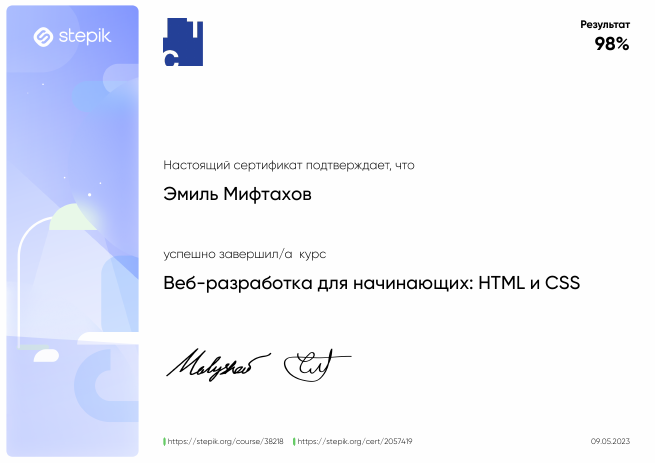 stepik
Результат
98%
Настоящий сертификат подтверждает, что
Эмиль Мифтахов
успешно завершил/а курс
Веб-разработка для начинающих: HTML и CSS
https://stepik.org/course/38218 https://stepik.org/cert/2057419 09.05.2023